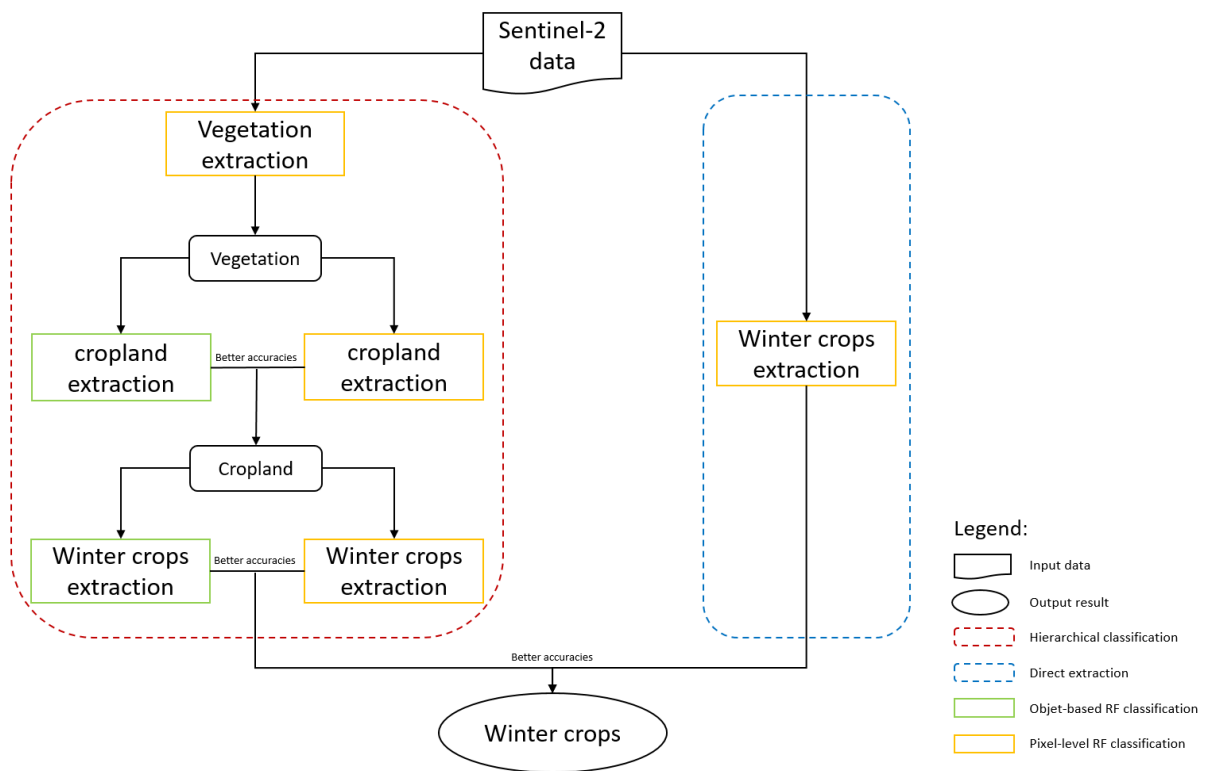 Sentinel-2
data
Vegetation
extraction
Vegetation
cropland
extraction
Better accuracies
cropland
extraction
Winter crops
extraction
Cropland
Winter crops
extraction
Better accuracies
Winter crops
extraction
Better accuracies
Winter crops
Legend:
Input data
Output result
Hierarchical classification
Direct extraction
Objet-based RF classification
Pixel-level RF classification